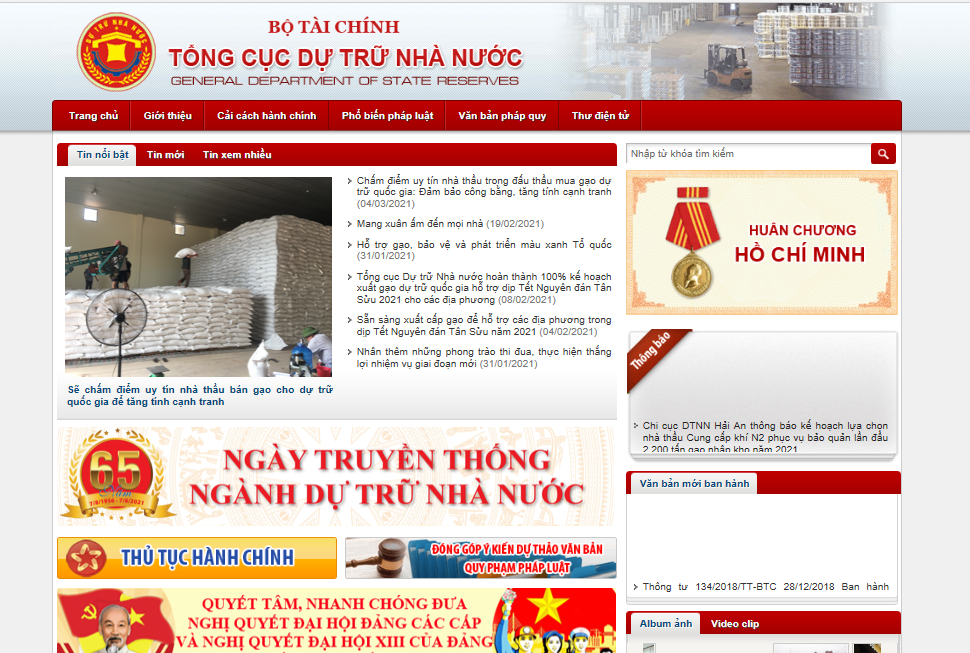 DỰ TRỮ NHÀ NƯỚC
BỘ TÀI CHÍNH
TỔNG CỤC DỰ TRỮ NHÀ NƯỚC
GENERAL DEPARTMENT OF STATE RESERVES
Trang chủ
Giới thiệu
Cải cách hành chính
Phổ biến pháp luật
Văn bản pháp quy
Thư điện tử
Tin nổi bật
Tin mới
Tin xem nhiều
Sẽ chấm điểm uy tín nhà thầu bán gạo cho dự trữ
quốc gia để tăng tính cạnh tranh
Chấm điểm uy tín nhà thầu trong đấu thầu mua gạo dự
trữ quốc gia: Đảm bảo công bằng, tăng tính cạnh tranh
(04/03/2021)
Mang xuân ấm đến mọi nhà (19/02/2021)
Hỗ trợ gạo, bảo vệ và phát triển màu xanh Tổ quốc
(31/01/2021)
Tổng cục Dự trữ Nhà nước hoàn thành 100% kế hoạch
xuất gạo dự trữ quốc gia hỗ trợ dịp Tết Nguyên đán Tân
Sửu 2021 cho các địa phương (08/02/2021)
Sẵn sàng xuất cấp gạo để hỗ trợ các địa phương trong
dịp Tết Nguyên đán Tân Sửu năm 2021 (04/02/2021)
Nhấn thêm những phong trào thi đua, thực hiện thắng
lợi nhiệm vụ giai đoạn mới (31/01/2021)
Nhập từ khóa tìm kiếm
HUÂN CHƯƠNG
HỒ CHÍ MINH
Thông báo
Chi cục DTNN Hải An thông báo kế hoạch lựa chọn
nhà thầu Cung cấp khí N2 phục vụ bảo quản lần đầu
2.200 tấn gạo nhập kho năm 2021
65
Năm
7/8/1956 - 7/8/2021
NGÀY TRUYỀN THỐNG
NGÀNH DỰ TRỮ NHÀ NƯỚC
Văn bản mới ban hành
Thông tư 134/2018/TT-BTC 28/12/2018 Ban hành
THỦ TỤC HÀNH CHÍNH
ĐÓNG GÓP Ý KIẾN DỰ THẢO VĂN BẢN
QUY PHẠM PHÁP LUẬT
QUYẾT TÂM, NHANH CHÓNG ĐƯA
NGHỊ QUYẾT ĐẠI HỘI ĐẢNG CÁC CẤP
VÀ NGHỊ QUYẾT ĐẠI HỘI XIII CỦA ĐẢNG
Album ảnh
Video clip